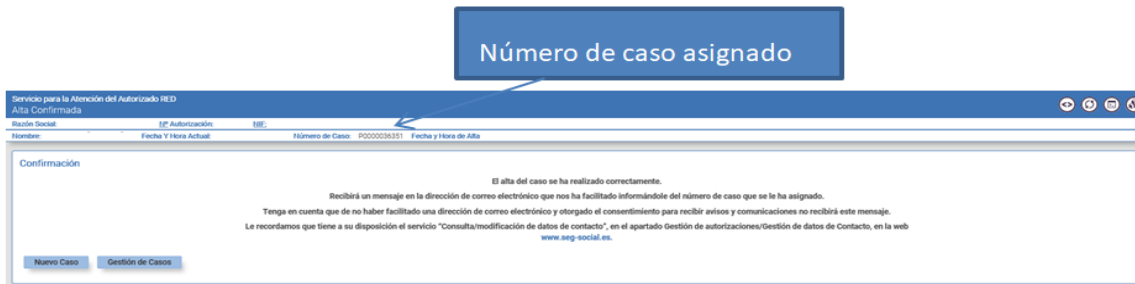 Número de caso asignado
Servicio para la Atención del Autorizado RED
Alta Confirmada
Razón Social: Nº Autorización: NIF:
Nombre: Fecha Y Hora Actual: Número de Caso: P0000036351 Fecha y Hora de Alta
Confirmación
El alta del caso se ha realizado correctamente.
Recibirá un mensaje en la dirección de correo electrónico que nos ha facilitado informándole del número de caso que se le ha asignado.
Tenga en cuenta que de no haber facilitado una dirección de correo electrónico y otorgado el consentimiento para recibir avisos y comunicaciones no recibirá este mensaje.
Le recordamos que tiene a su disposición el servicio "Consulta/modificación de datos de contacto", en el apartado Gestión de autorizaciones/Gestión de datos de Contacto, en la web
www.seg-social.es.
Nuevo Caso Gestión de Casos